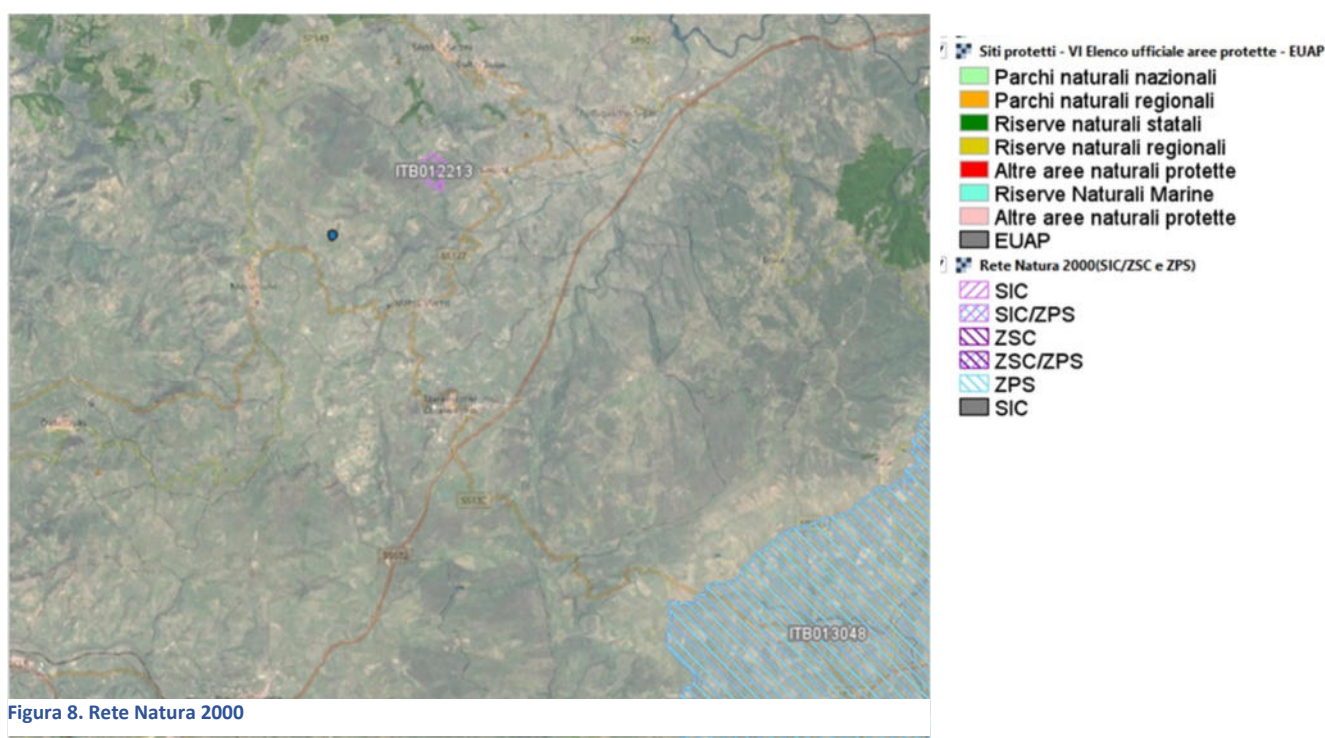 ITB012213
ITB013048
Siti protetti - VI Elenco ufficiale aree protette - EUAP
Parchi naturali nazionali
Parchi naturali regionali
Riserve naturali statali
Riserve naturali regionali
Altre aree naturali protette
Riserve Naturali Marine
Altre aree naturali protette
EUAP
Rete Natura 2000(SIC/ZSC e ZPS)
SIC
SIC/ZPS
ZSC
ZSC/ZPS
ZPS
SIC
Figura 8. Rete Natura 2000